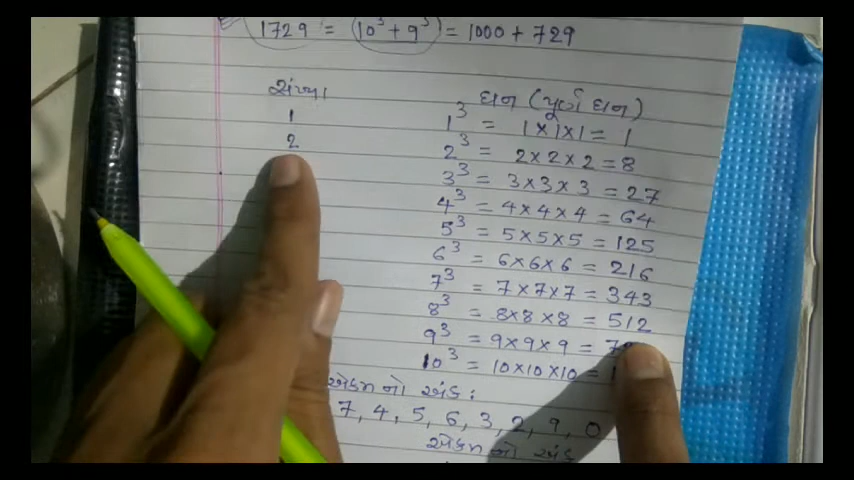 1729 = (10³ + 9³) = 1000 + 729
સંખ્યા ઘન (પૂર્ણ ઘન)
1 1³ = 1×1×1 = 1
2 2³ = 2×2×2 = 8
3³ = 3×3×3 = 27
4³ = 4×4×4 = 64
5³ = 5×5×5 = 125
6³ = 6×6×6 = 216
7³ = 7×7×7 = 343
8³ = 8×8×8 = 512
9³ = 9×9×9 = 7
10³ = 10×10×10 =
એકમ નો અંક :
7, 4, 5, 6, 3, 2, 9, 0
એકમ નો અંક